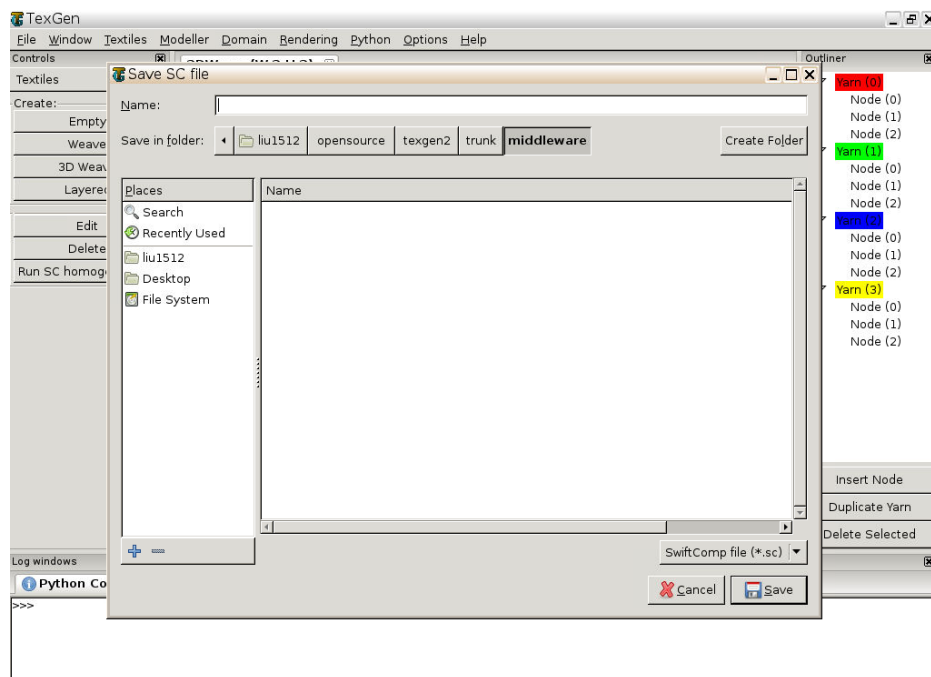 TexGen
File Window Textiles Modeller Domain Rendering Python Options Help
Controls
Outliner
Textiles
Create:
Empty
Weave
3D Weav
Layered
Edit
Delete
Run SC homog
Save SC file
Name:
Save in folder: liu1512 opensource texgen2 trunk middleware Create Folder
Places
Name
Search
Recently Used
liu1512
Desktop
File System
SwiftComp file (*.sc)
Cancel Save
Yarn (0)
Node (0)
Node (1)
Node (2)
Yarn (1)
Node (0)
Node (1)
Node (2)
Yarn (2)
Node (0)
Node (1)
Node (2)
Yarn (3)
Node (0)
Node (1)
Node (2)
Insert Node
Duplicate Yarn
Delete Selected
Log windows
Python Co
>>>